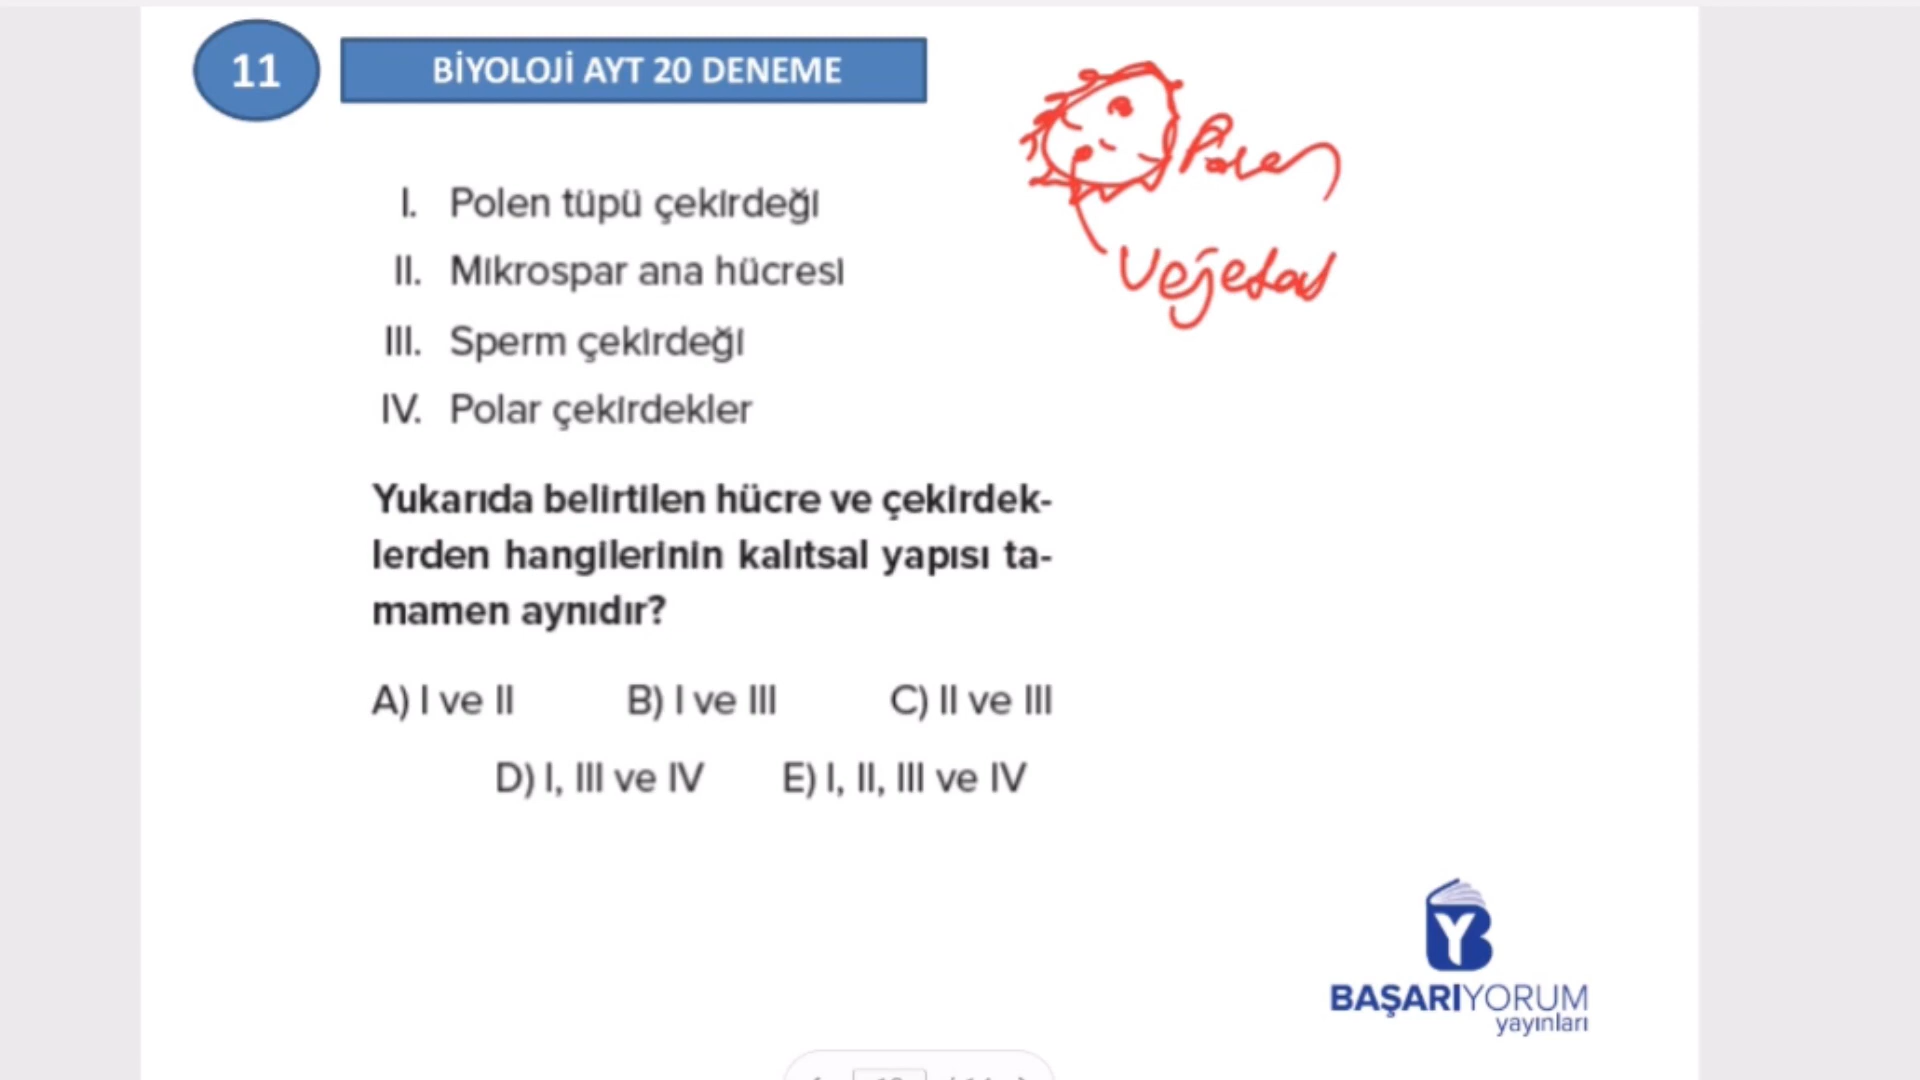 11
BİYOLOJİ AYT 20 DENEME
Polen
Vejetatif
I. Polen tüpü çekirdeği
II. Mikrospar ana hücresi
III. Sperm çekirdeği
IV. Polar çekirdekler
Yukarıda belirtilen hücre ve çekirdek-
lerden hangilerinin kalıtsal yapısı ta-
mamen aynıdır?
A) I ve II B) I ve III C) II ve III
D) I, III ve IV E) I, II, III ve IV
BAŞARIYORUM
yayınları